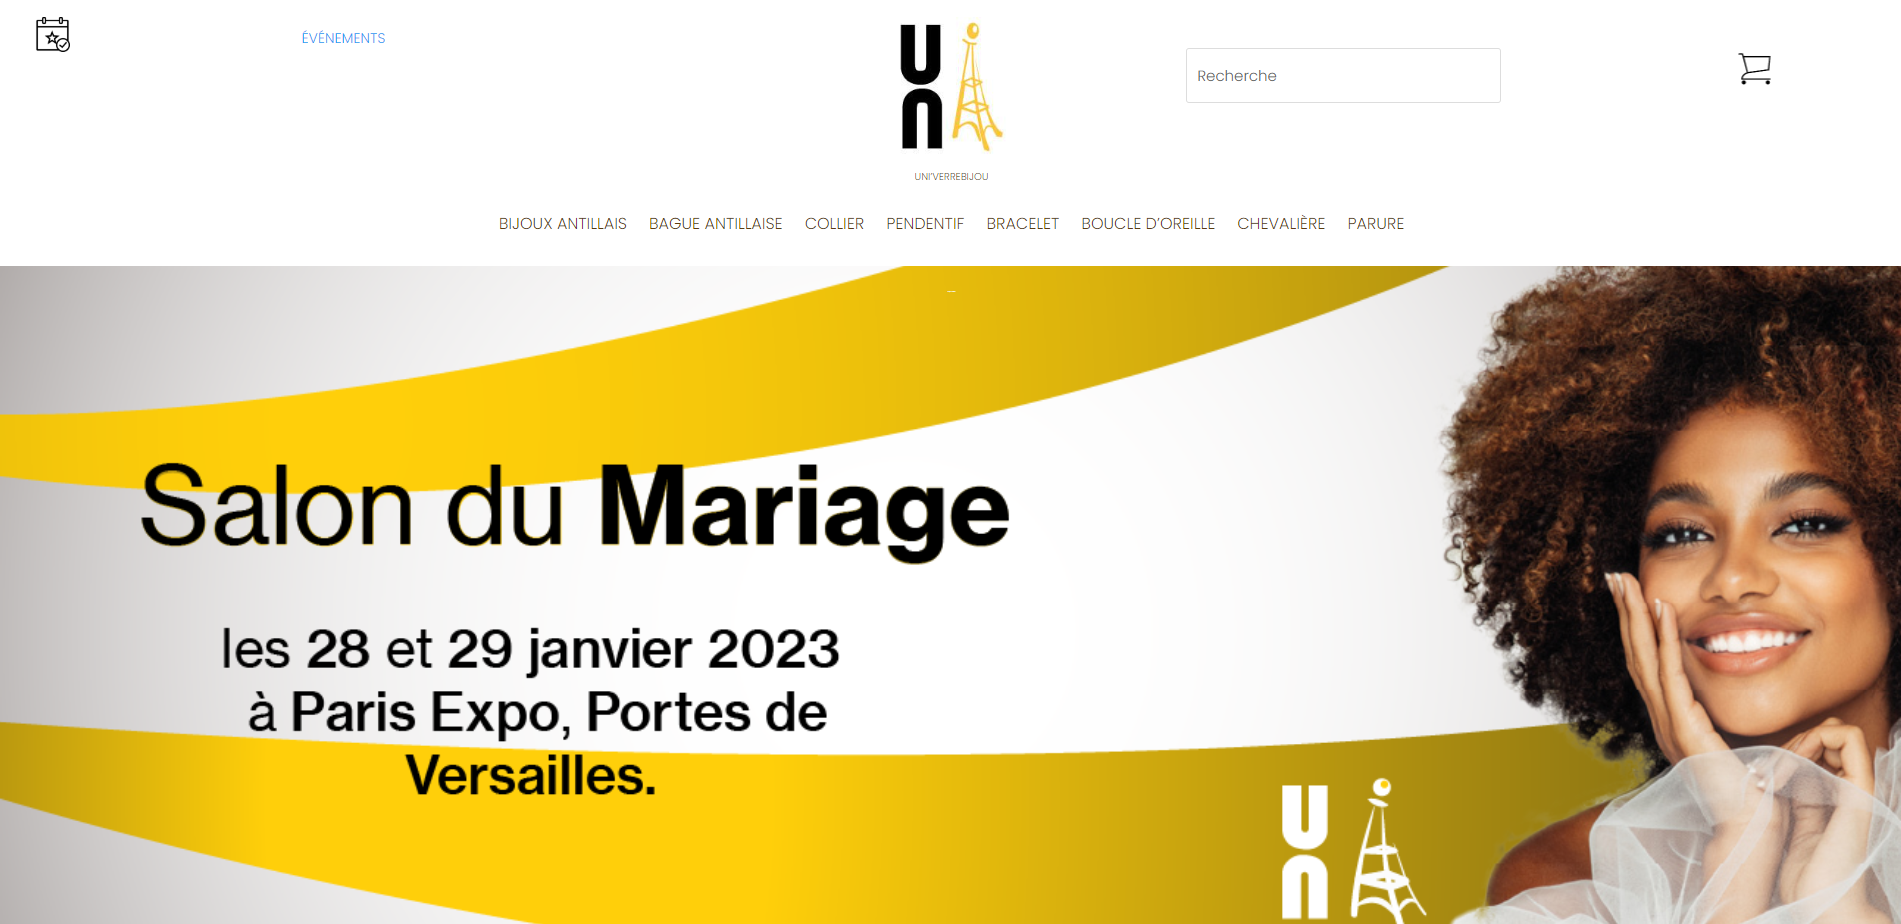 ÉVÉNEMENTS
UN
Recherche
UNI'VERREBIJOU
BIJOUX ANTILLAIS BAGUE ANTILLAISE COLLIER PENDENTIF BRACELET BOUCLE D'OREILLE CHEVALIÈRE PARURE
Salon du Mariage
les 28 et 29 janvier 2023
à Paris Expo, Portes de
Versailles.
UN